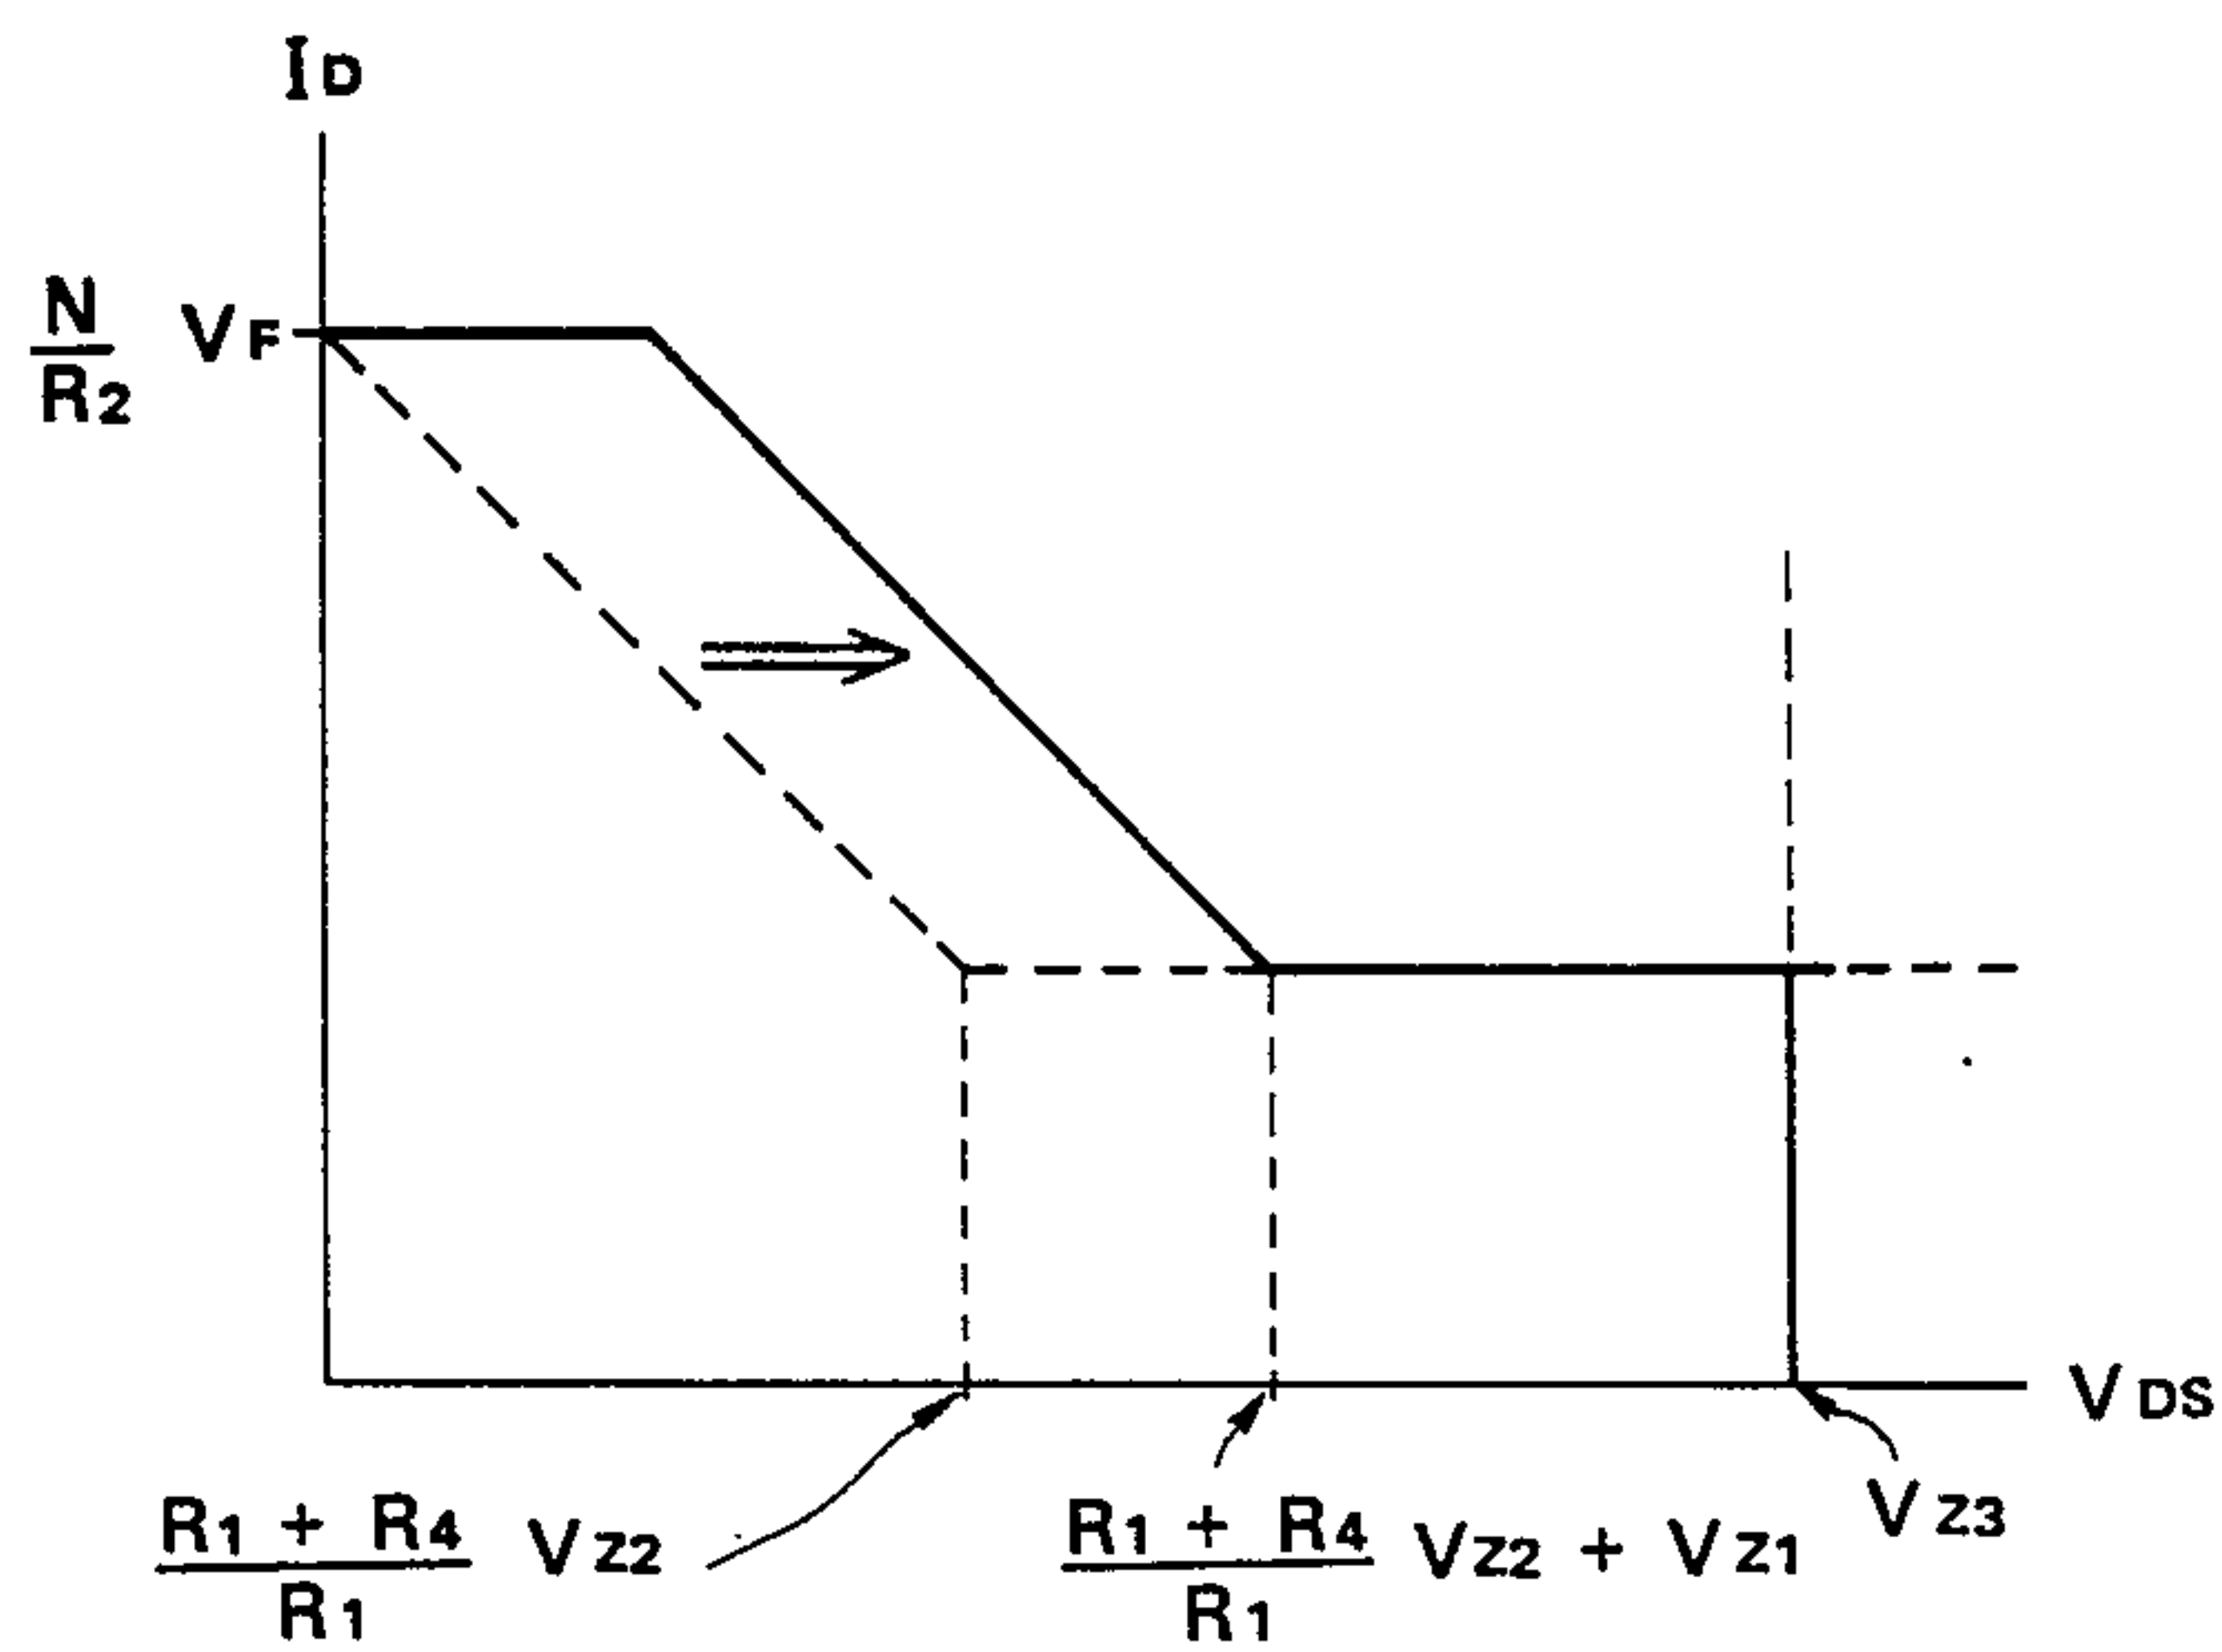 ID
N/R2 VF
VDS
(R1 + R4)/R1 VZ2
(R1 + R4)/R1 VZ2 + VZ1
VZ3